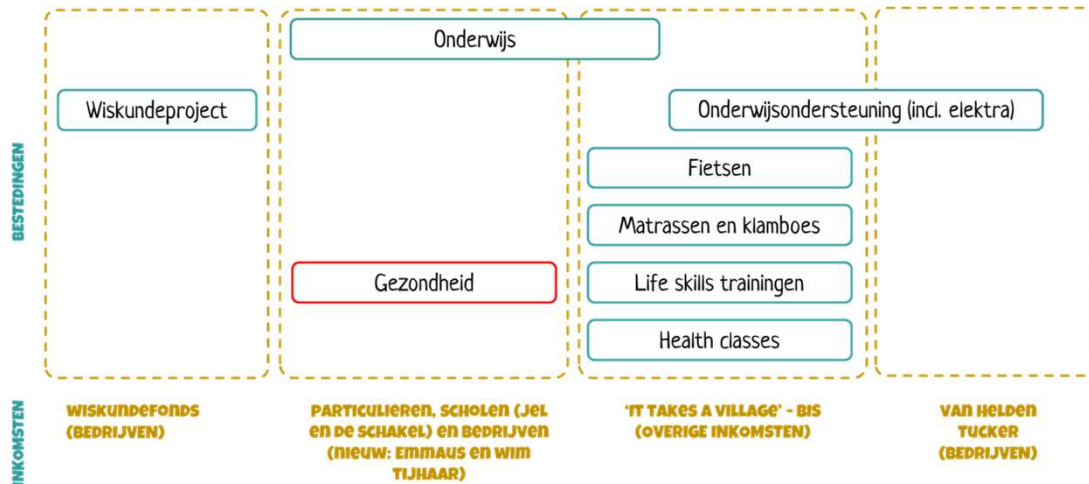 Onderwijs
Wiskundeproject
Onderwijsondersteuning (incl. elektra)
Fietsen
Matrassen en klamboes
Gezondheid
Life skills trainingen
Health classes
BESTEDINGEN
INKOMSTEN
WISKUNDEFONDS
(BEDRIJVEN)
PARTICULIEREN, SCHOLEN (JEL
EN DE SCHAKEL) EN BEDRIJVEN
(NIEUW: EMMAUS EN WIM
TIJHAAR)
'IT TAKES A VILLAGE' - BIS
(OVERIGE INKOMSTEN)
VAN HELDEN
TUCKER
(BEDRIJVEN)